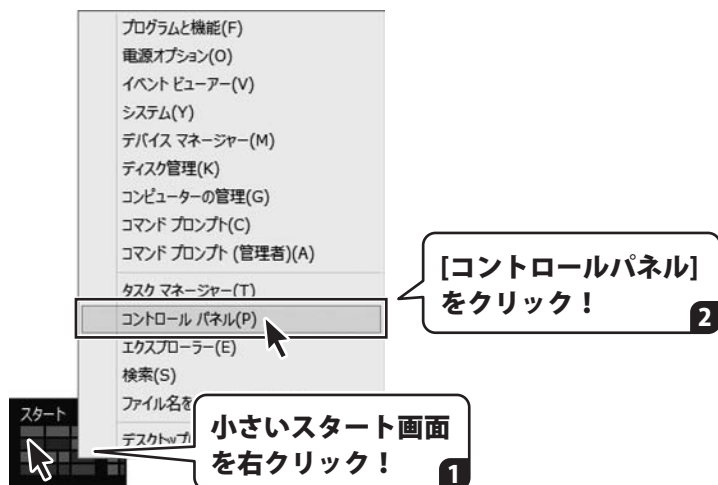 プログラムと機能(F)
電源オプション(O)
イベント ビューアー(V)
システム(Y)
デバイス マネージャー(M)
ディスク管理(K)
コンピューターの管理(G)
コマンド プロンプト(C)
コマンド プロンプト (管理者)(A)
タスク マネージャー(T)
コントロール パネル(P)
エクスプローラー(E)
検索(S)
ファイル名を
[コントロールパネル]
をクリック！
2
スタート
小さいスタート画面
を右クリック！
1